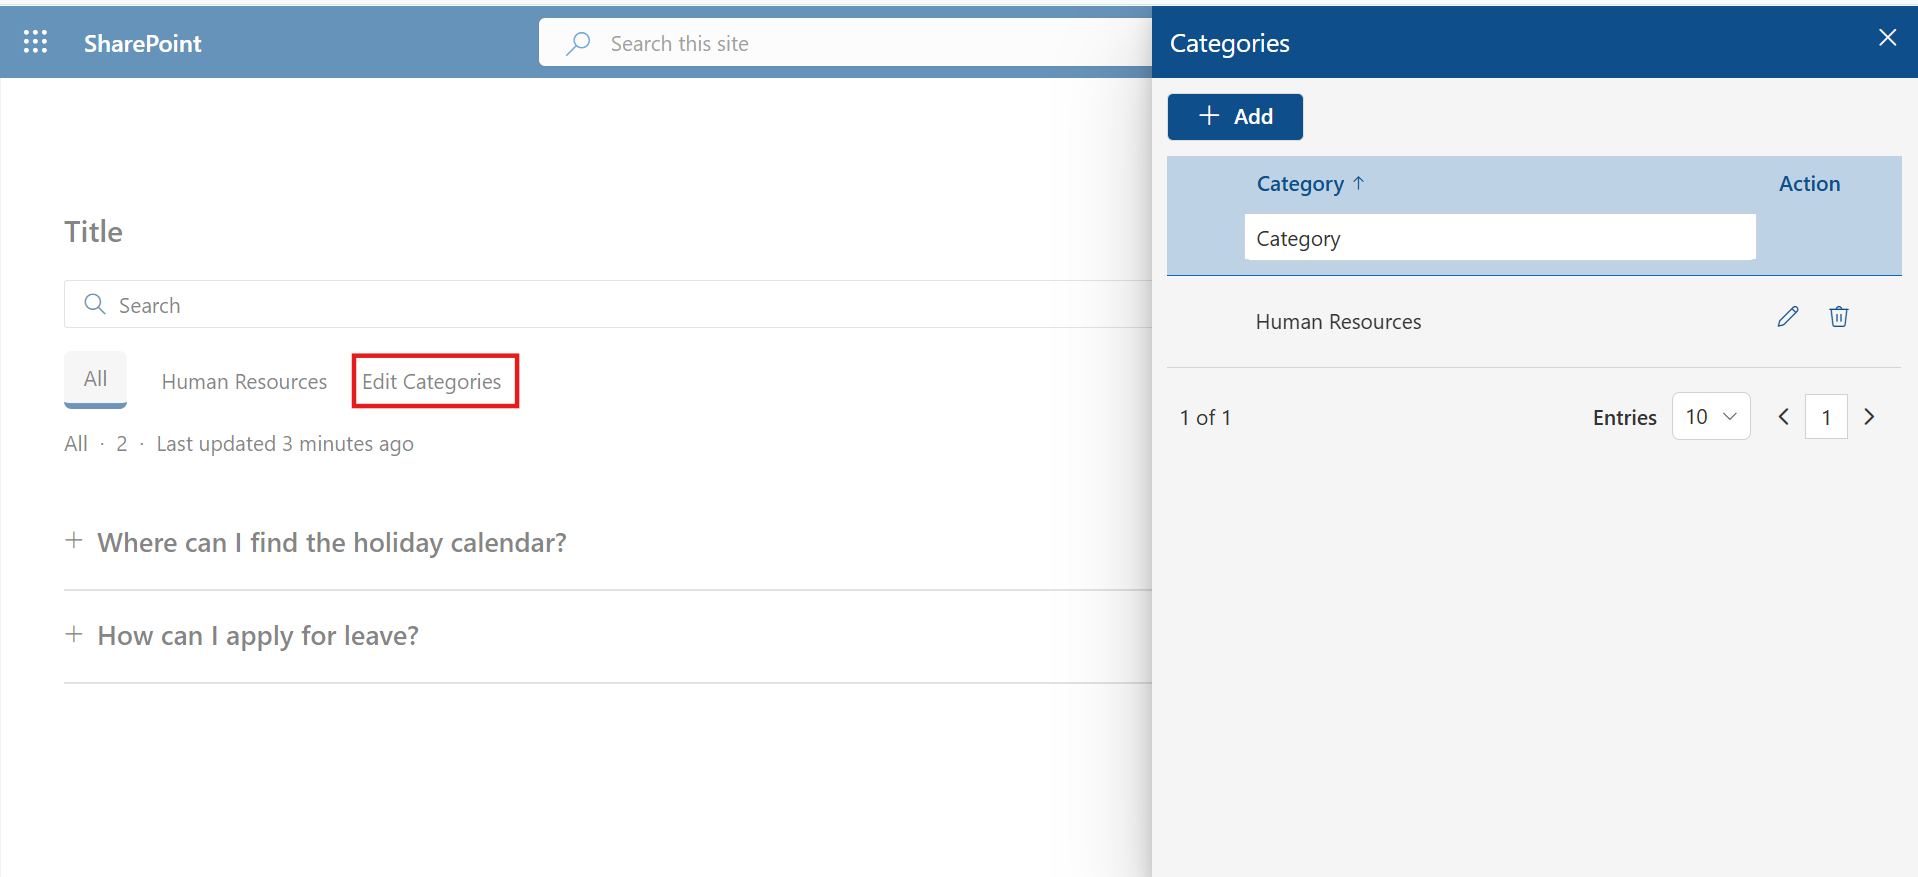 SharePoint
Search this site
Title
Search
All Human Resources Edit Categories
All · 2 · Last updated 3 minutes ago
+ Where can I find the holiday calendar?
+ How can I apply for leave?
Categories
+ Add
Category ↑ Action
Category
Human Resources
1 of 1 Entries 10 1